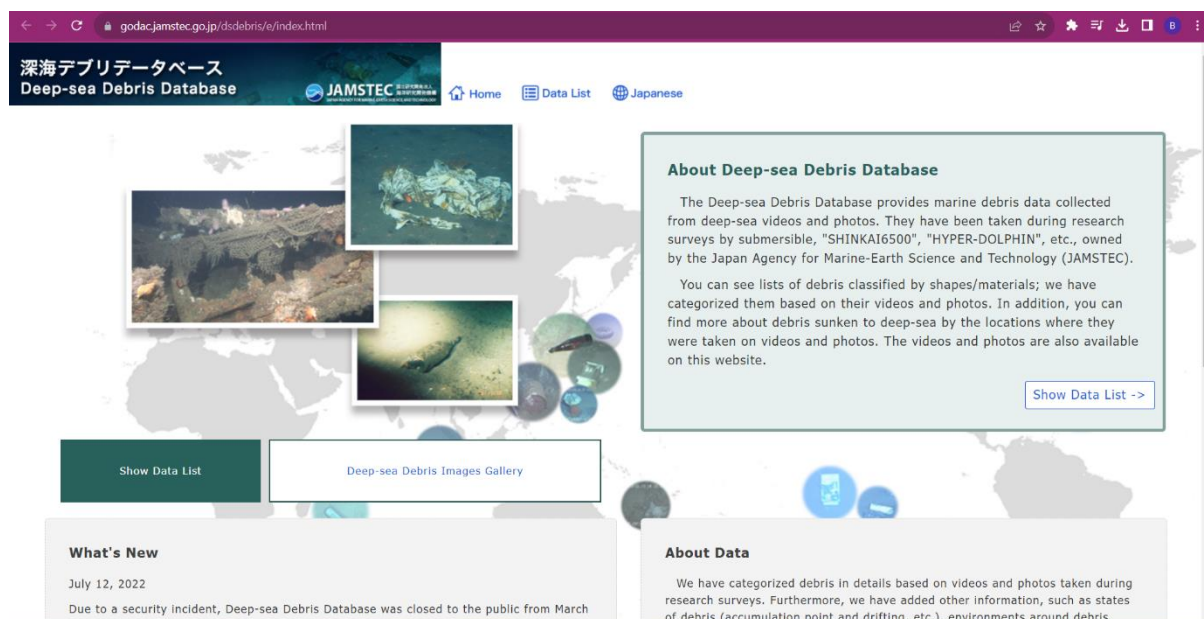 godac.jamstec.go.jp/dsdebris/e/index.html
B
深海デブリデータベース
Deep-sea Debris Database
JAMSTEC
Home
Data List
Japanese
About Deep-sea Debris Database
The Deep-sea Debris Database provides marine debris data collected
from deep-sea videos and photos. They have been taken during research
surveys by submersible, "SHINKAI6500", "HYPER-DOLPHIN", etc., owned
by the Japan Agency for Marine-Earth Science and Technology (JAMSTEC).
You can see lists of debris classified by shapes/materials; we have
categorized them based on their videos and photos. In addition, you can
find more about debris sunken to deep-sea by the locations where they
were taken on videos and photos. The videos and photos are also available
on this website.
Show Data List ->
Show Data List
Deep-sea Debris Images Gallery
What's New
July 12, 2022
Due to a security incident, Deep-sea Debris Database was closed to the public from March
About Data
We have categorized debris in details based on videos and photos taken during
research surveys. Furthermore, we have added other information, such as states
of debris (accumulation point and drifting, etc.), environments around debris